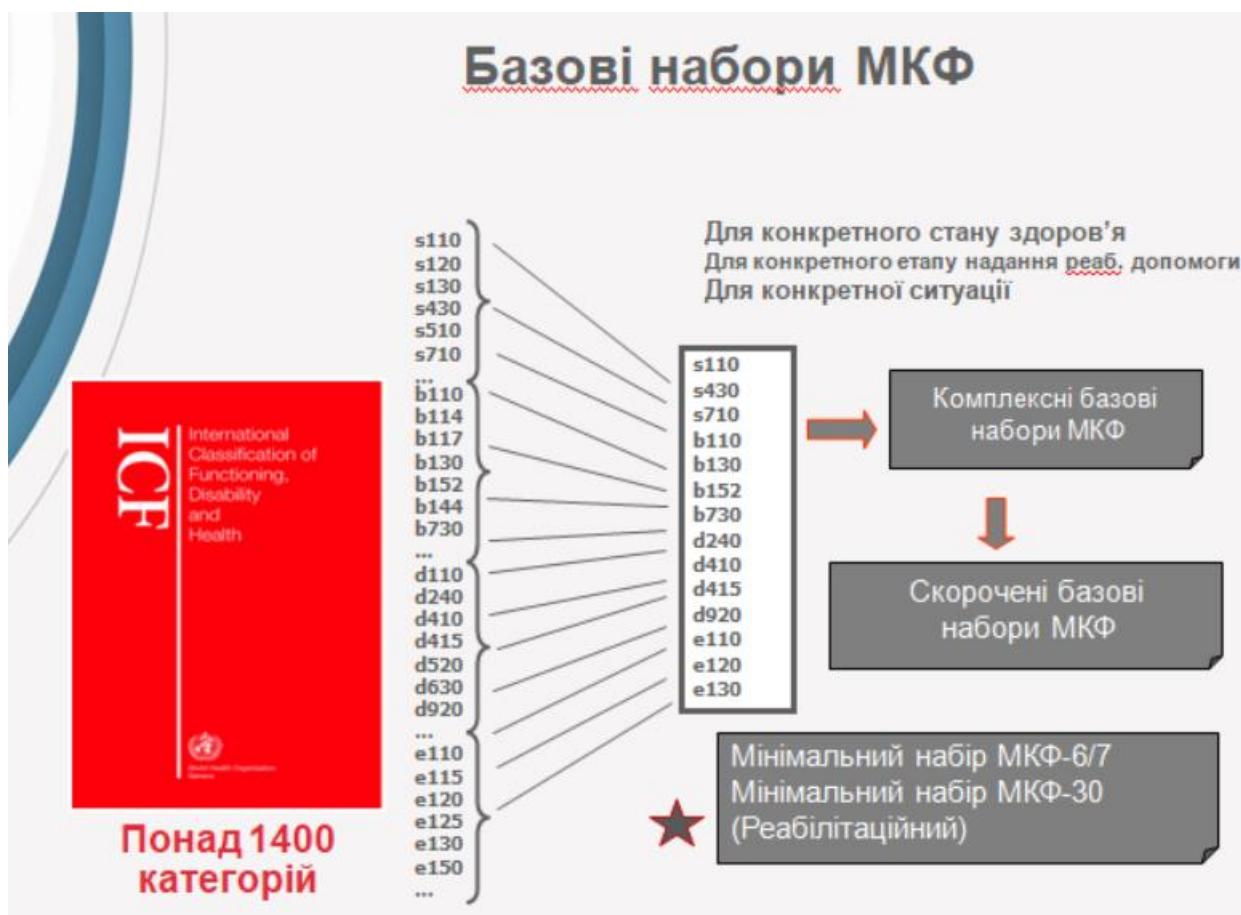 Базові набори МКФ
Для конкретного стану здоров’я
Для конкретного етапу надання реаб. допомоги
Для конкретної ситуації
ICF
International
Classification of
Functioning,
Disability
and
Health
Понад 1400
категорій
s110
s120
s130
s430
s510
s710
...
b110
b114
b117
b130
b152
b144
b730
...
d110
d240
d410
d415
d520
d630
d920
...
e110
e115
e120
e125
e130
e150
...
s110
s430
s710
b110
b130
b152
b730
d240
d410
d415
d920
e110
e120
e130
Комплексні базові
набори МКФ
Скорочені базові
набори МКФ
Мінімальний набір МКФ-6/7
Мінімальний набір МКФ-30
(Реабілітаційний)